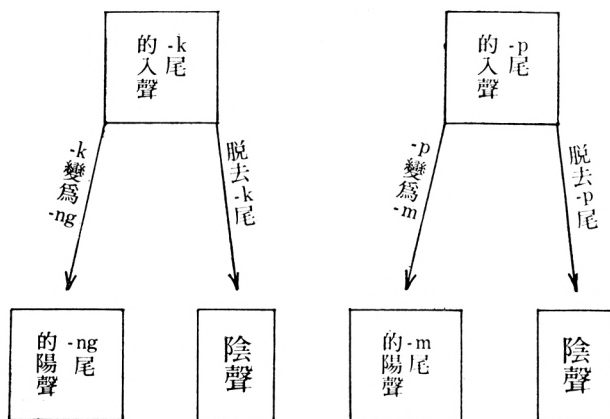 -k尾
的入聲
-p尾
的入聲
-k變爲-ng
脫去-k尾
-p變爲-m
脫去-p尾
-ng尾
的陽聲
陰聲
-m尾
的陽聲
陰聲